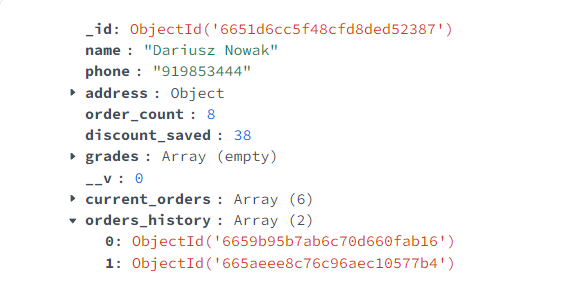 _id: ObjectId('6651d6cc5f48cfd8ded52387')
name : "Dariusz Nowak"
phone : "919853444"
address : Object
order_count : 8
discount_saved : 38
grades : Array (empty)
__v : 0
current_orders : Array (6)
orders_history : Array (2)
0: ObjectId('6659b95b7ab6c70d660fab16')
1: ObjectId('665aeee8c76c96aec10577b4')